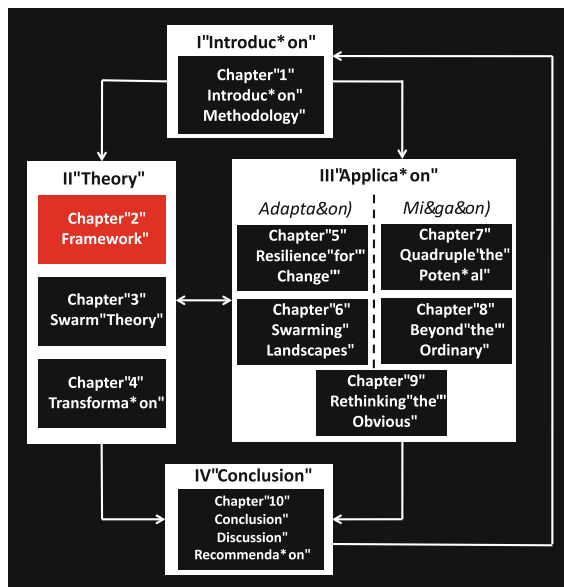 I"Introduc*on"
Chapter"1"
Introduc*on"
Methodology"
II"Theory"
Chapter"2"
Framework"
Chapter"3"
Swarm"Theory"
Chapter"4"
Transforma*on"
III"Applica*on"
Adapta&on)
Mi&ga&on)
Chapter"5"
Resilience"for""
Change""
Chapter7"
Quadruple"the"
Poten*al"
Chapter"6"
Swarming"
Landscapes"
Chapter"8"
Beyond"the""
Ordinary"
Chapter"9"
Rethinking"the""
Obvious"
IV"Conclusion"
Chapter"10"
Conclusion"
Discussion"
Recommenda*on"